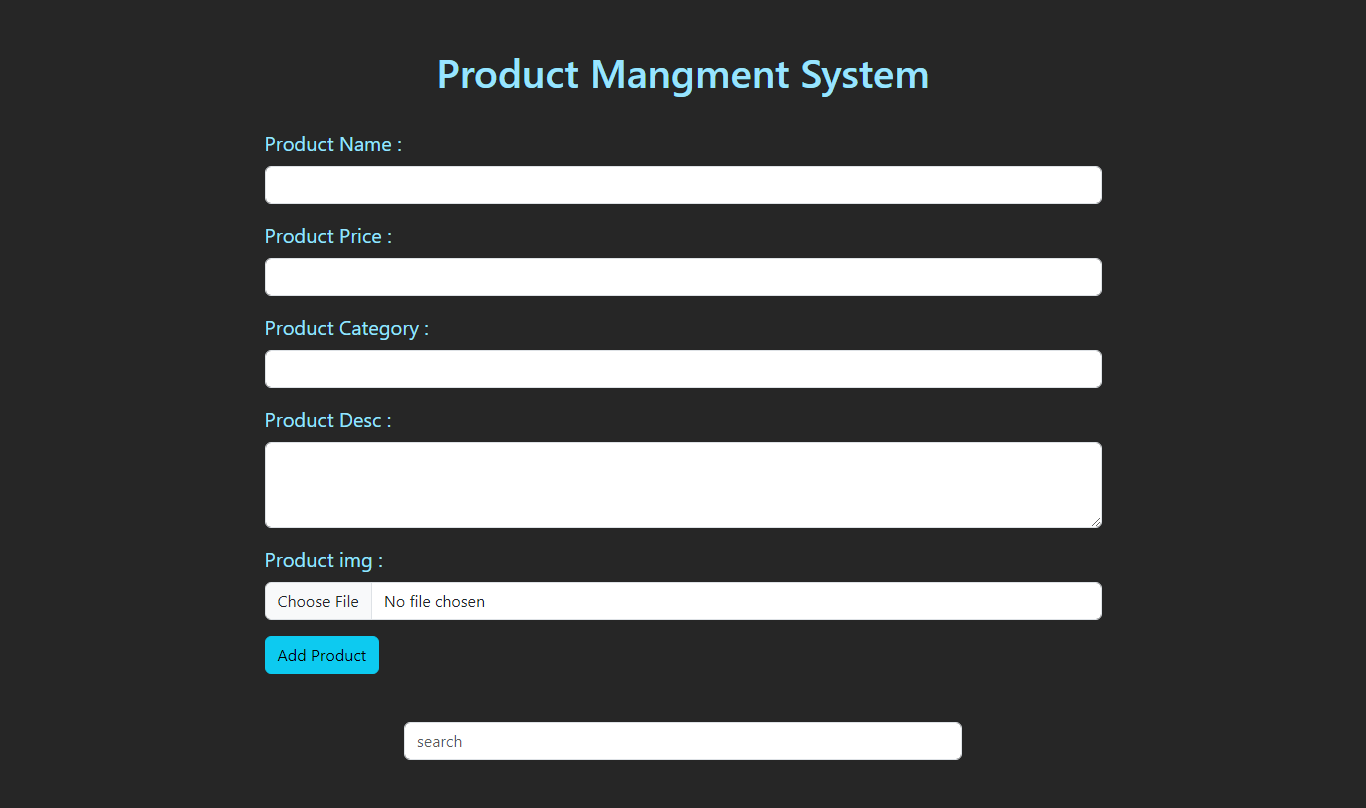 Product Mangment System
Product Name :
Product Price :
Product Category :
Product Desc :
Product img :
Choose File No file chosen
Add Product
search